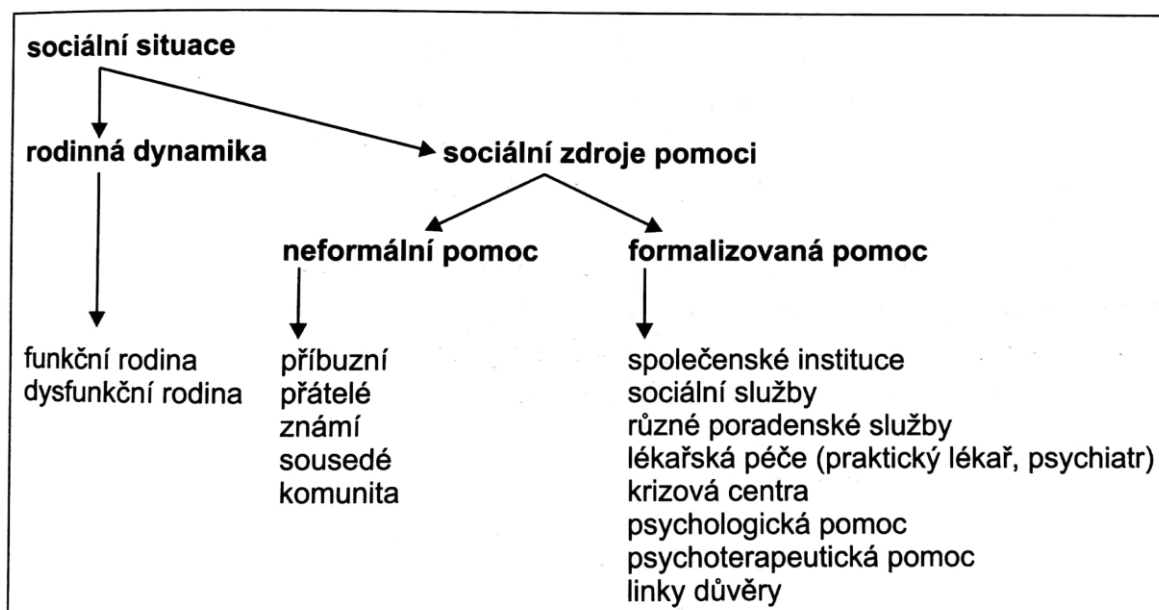 sociální situace
rodinná dynamika
sociální zdroje pomoci
neformální pomoc
formalizovaná pomoc
funkční rodina
dysfunkční rodina
příbuzní
přátelé
známí
sousedé
komunita
společenské instituce
sociální služby
různé poradenské služby
lékařská péče (praktický lékař, psychiatr)
krizová centra
psychologická pomoc
psychoterapeutická pomoc
linky důvěry